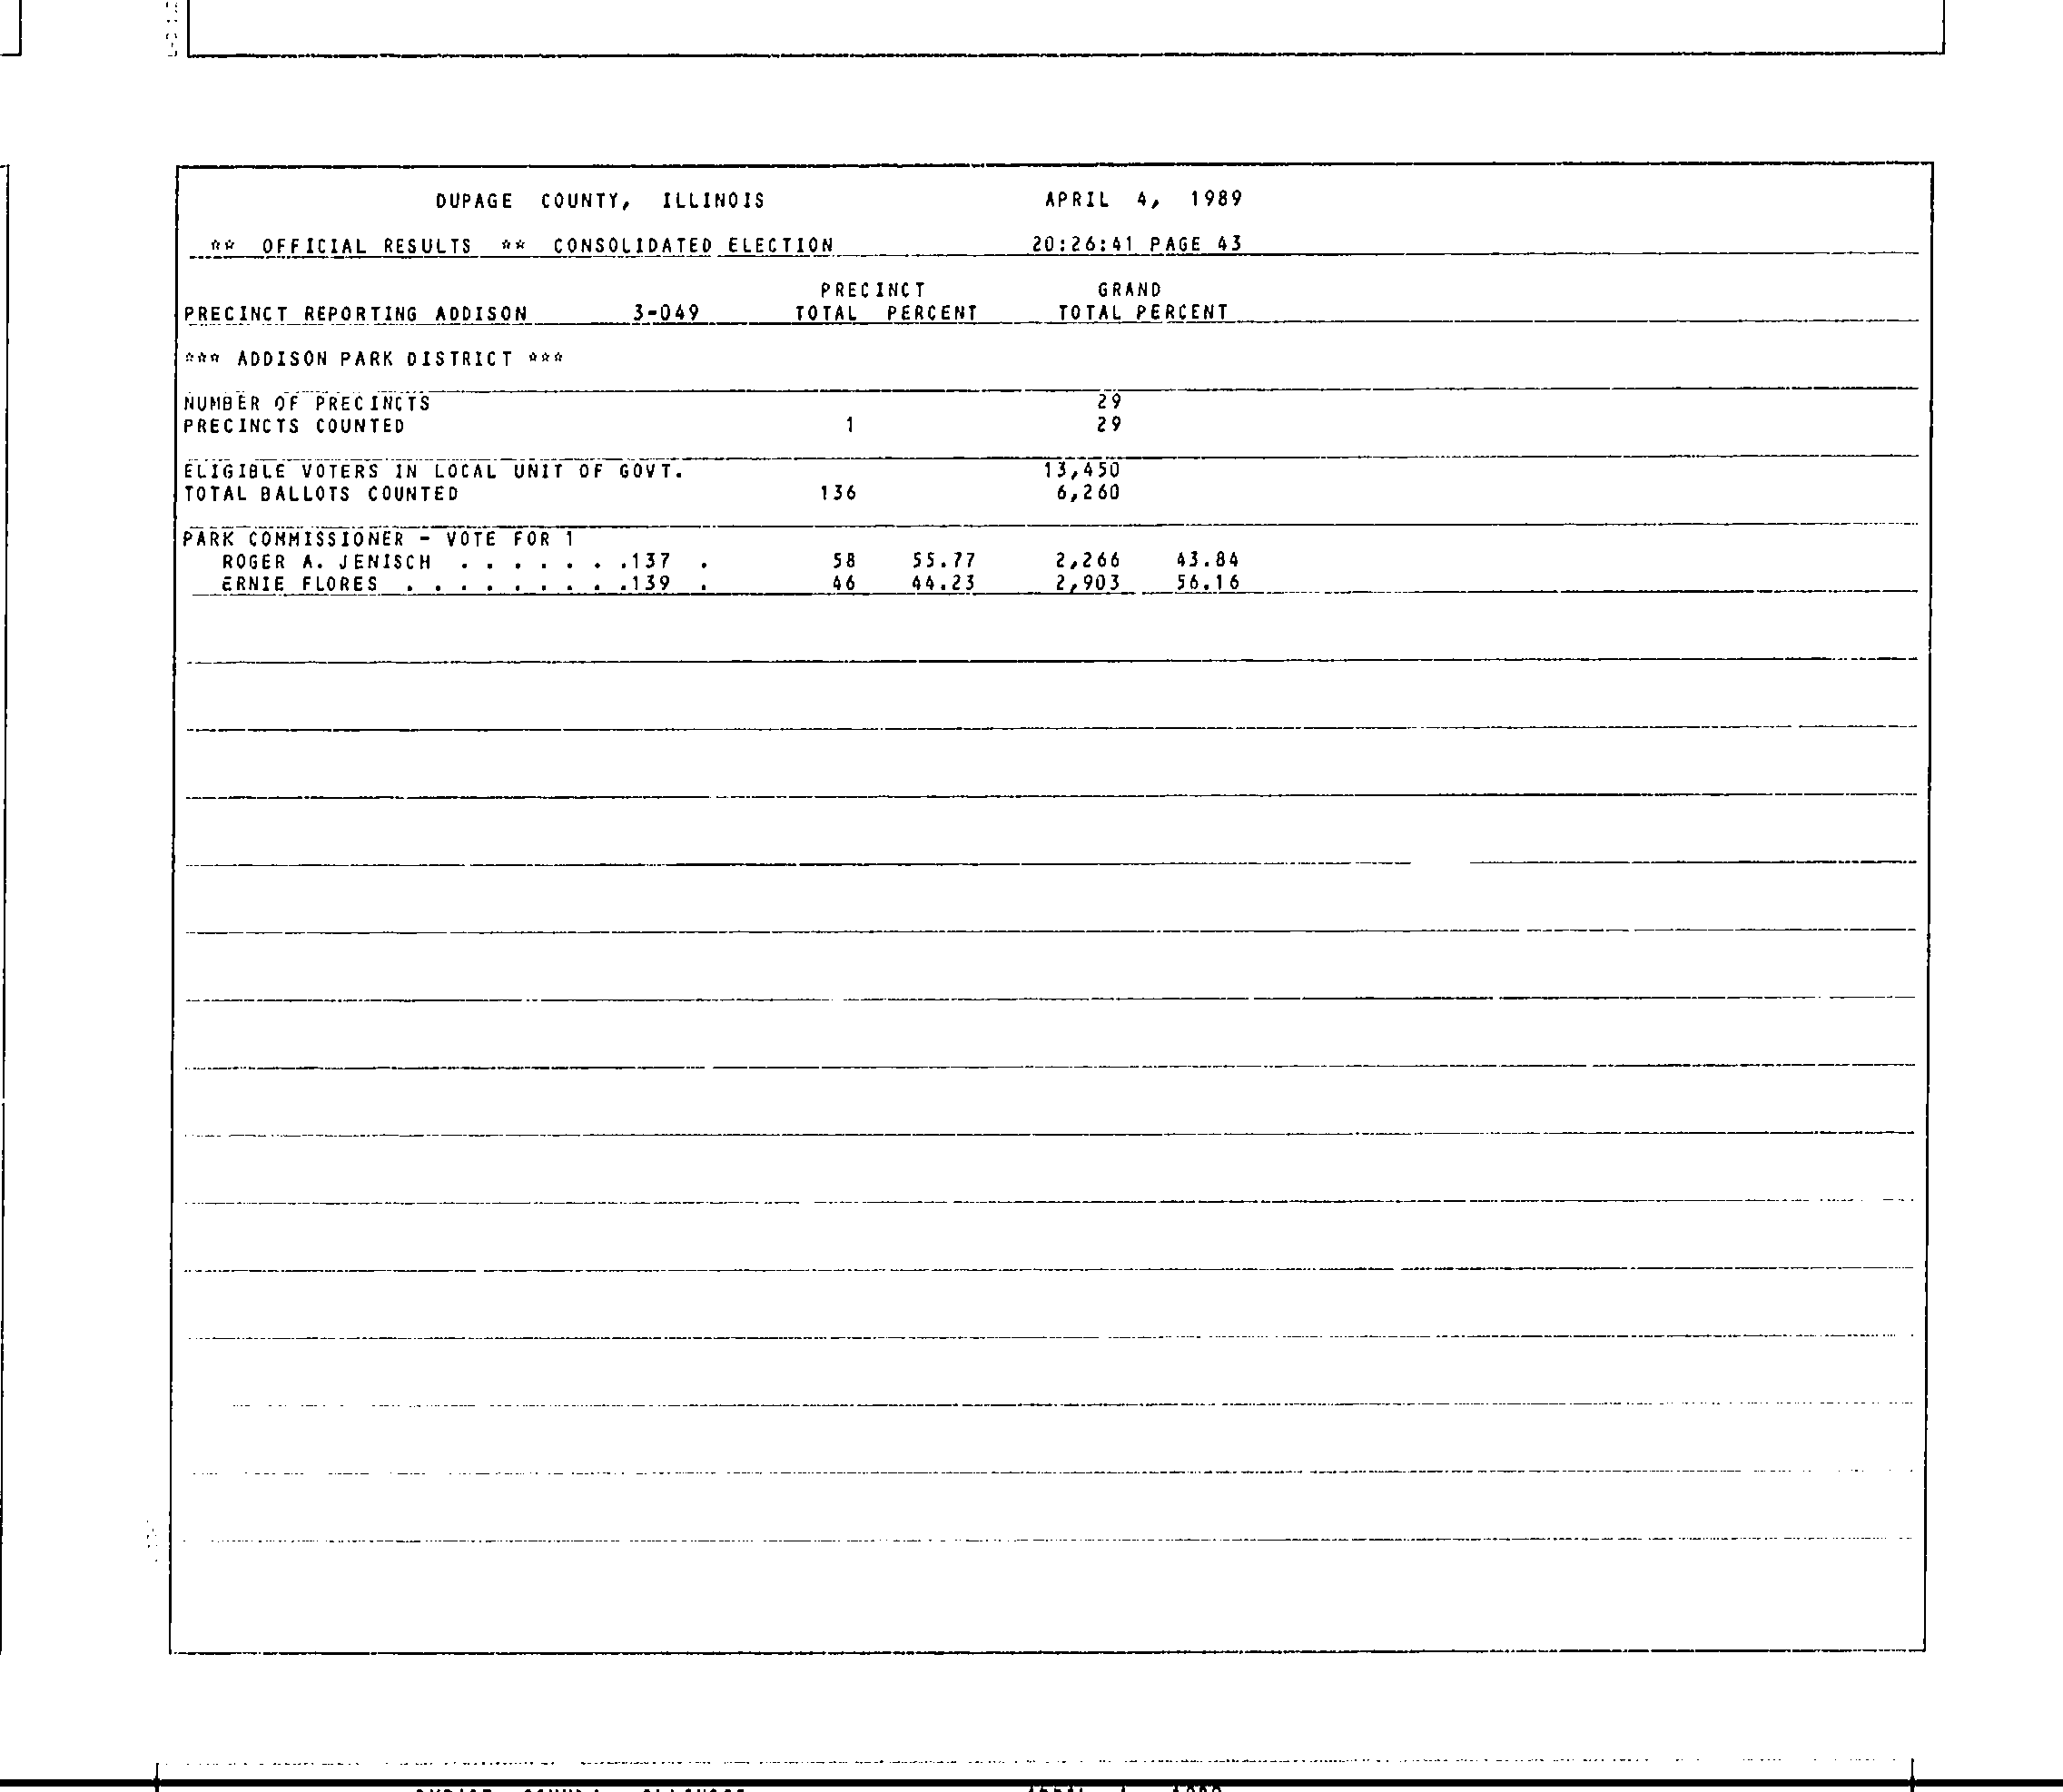 DUPAGE COUNTY, ILLINOIS APRIL 4, 1989
** OFFICIAL RESULTS ** CONSOLIDATED ELECTION 20:26:41 PAGE 43
PRECINCT GRAND
PRECINCT REPORTING ADDISON 3-049 TOTAL PERCENT TOTAL PERCENT
*** ADDISON PARK DISTRICT ***
NUMBER OF PRECINCTS 29
PRECINCTS COUNTED 1 29
ELIGIBLE VOTERS IN LOCAL UNIT OF GOVT. 13,450
TOTAL BALLOTS COUNTED 136 6,260
PARK COMMISSIONER - VOTE FOR 1
ROGER A. JENISCH . . . . . . .137 . 58 55.77 2,266 43.84
ERNIE FLORES . . . . . . . . .139 . 46 44.23 2,903 56.16